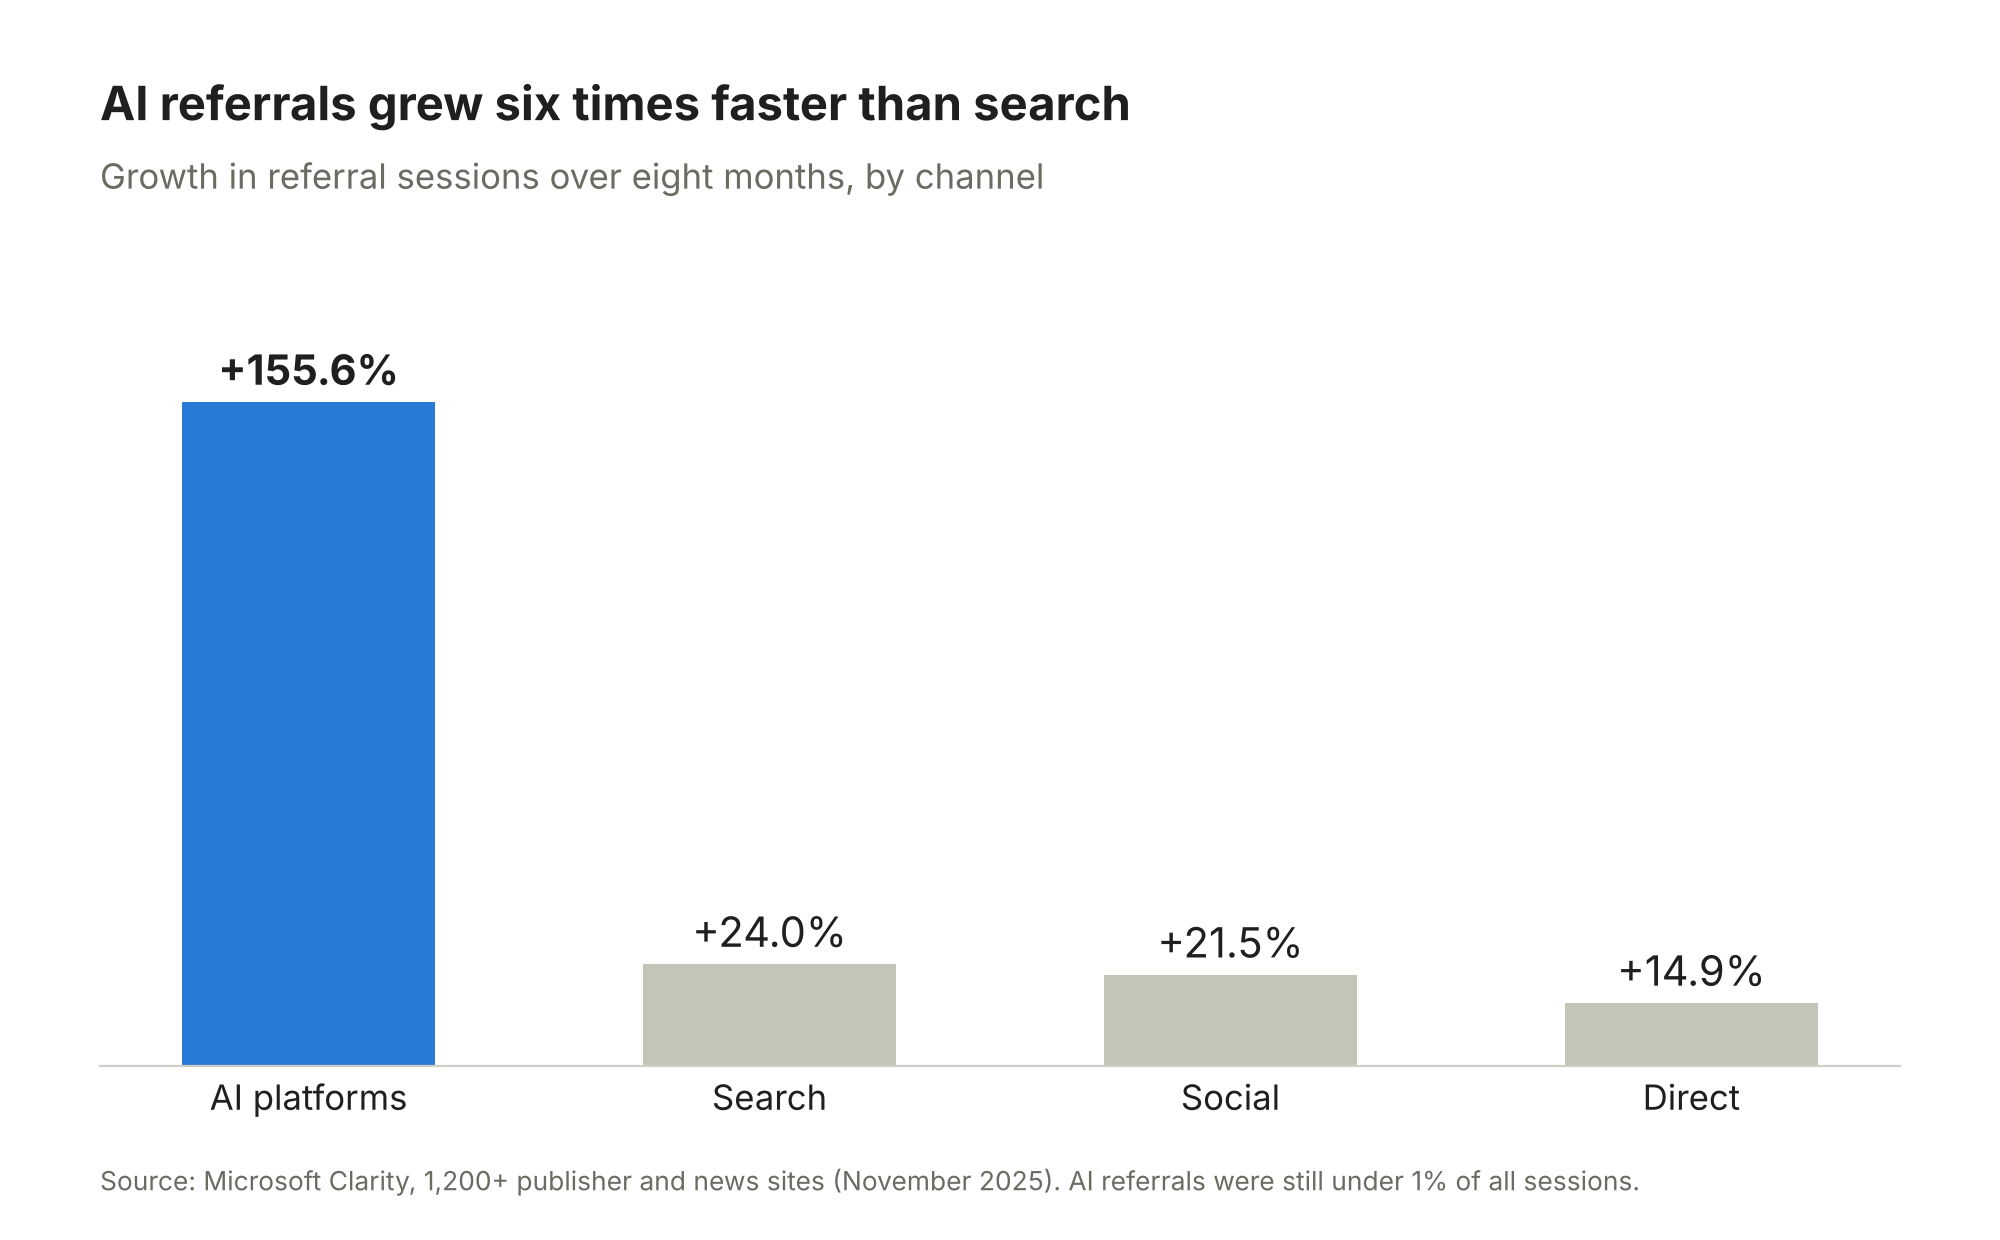 AI referrals grew six times faster than search
Growth in referral sessions over eight months, by channel
+155.6%
+24.0%
+21.5%
+14.9%
AI platforms
Search
Social
Direct
Source: Microsoft Clarity, 1,200+ publisher and news sites (November 2025). AI referrals were still under 1% of all sessions.